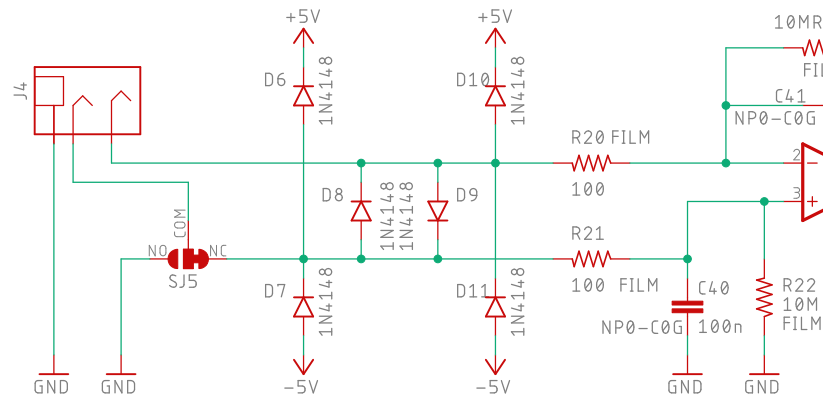 +5V
+5V
10MR
J4
D6
1N4148
D10
1N4148
FIL
C41
NP0-C0G
R20 FILM
2
100
D8
1N4148
1N4148
D9
3
COM
NO
NC
SJ5
R21
100 FILM
D7
1N4148
D11
1N4148
C40
NP0-C0G
100n
R22
10M
FILM
GND
GND
-5V
-5V
GND
GND